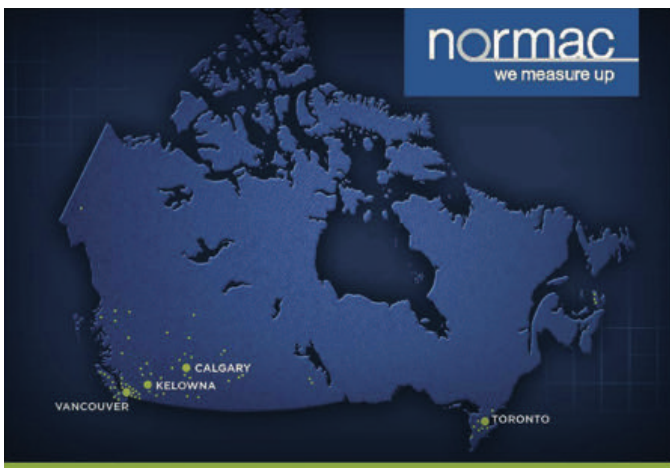 normac
we measure up
CALGARY
KELOWNA
VANCOUVER
TORONTO